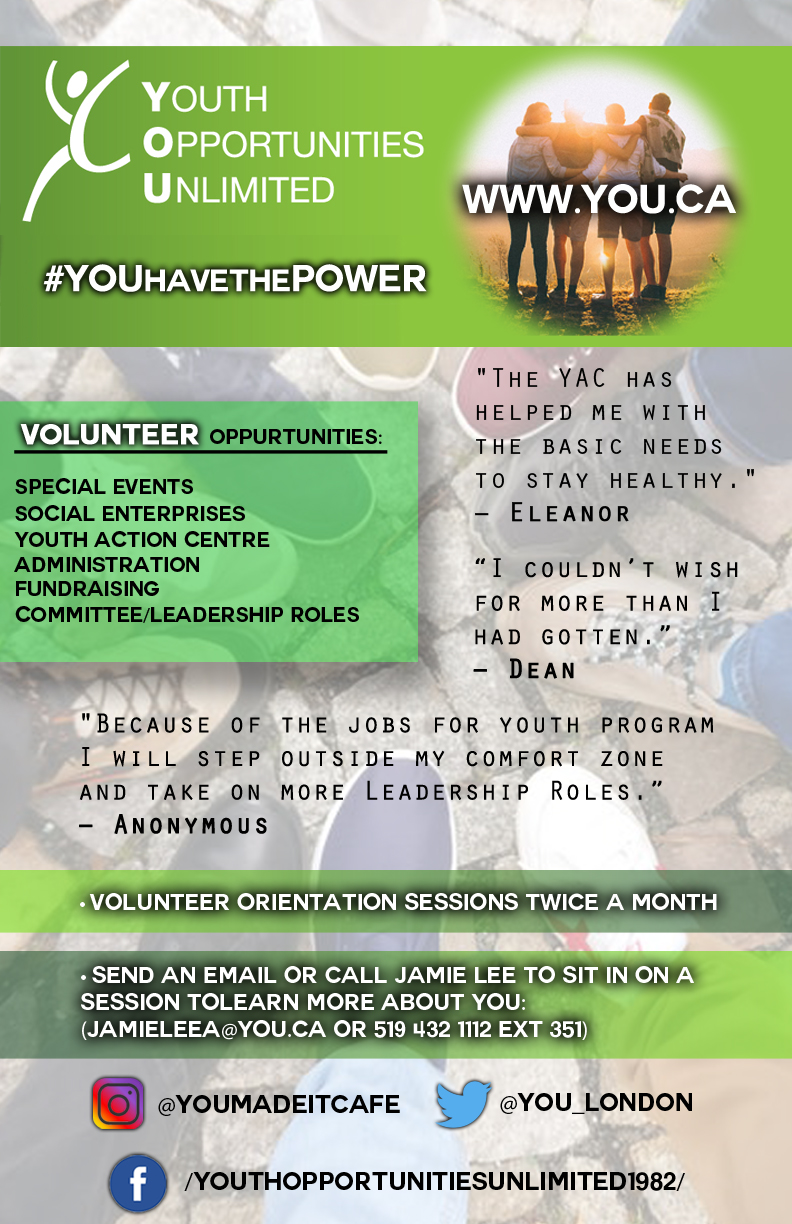 YOUTH
OPPORTUNITIES
UNLIMITED
WWW.YOU.CA
#YOUHAVETHEPOWER
"THE YAC HAS
HELPED ME WITH
THE BASIC NEEDS
TO STAY HEALTHY."
– ELEANOR
VOLUNTEER OPPURTUNITIES:
SPECIAL EVENTS
SOCIAL ENTERPRISES
YOUTH ACTION CENTRE
ADMINISTRATION
FUNDRAISING
COMMITTEE/LEADERSHIP ROLES
“I COULDN’T WISH
FOR MORE THAN I
HAD GOTTEN.”
– DEAN
"BECAUSE OF THE JOBS FOR YOUTH PROGRAM
I WILL STEP OUTSIDE MY COMFORT ZONE
AND TAKE ON MORE LEADERSHIP ROLES.”
– ANONYMOUS
• VOLUNTEER ORIENTATION SESSIONS TWICE A MONTH
• SEND AN EMAIL OR CALL JAMIE LEE TO SIT IN ON A
SESSION TOLEARN MORE ABOUT YOU:
(JAMIELEEA@YOU.CA OR 519 432 1112 EXT 351)
@YOUMADEITCAFE
@YOU_LONDON
/YOUTHOPPORTUNITIESUNLIMITED1982/